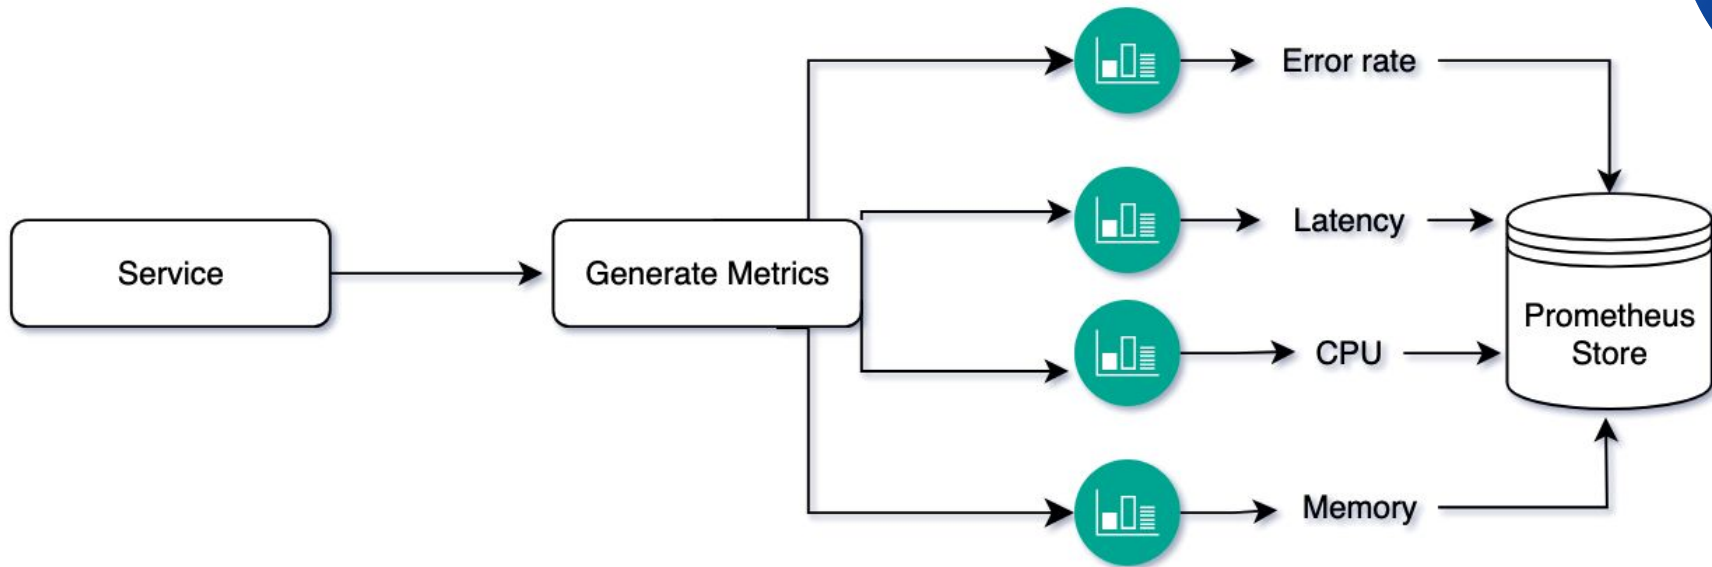 Error rate
Latency
Service
Generate Metrics
Prometheus
Store
CPU
Memory